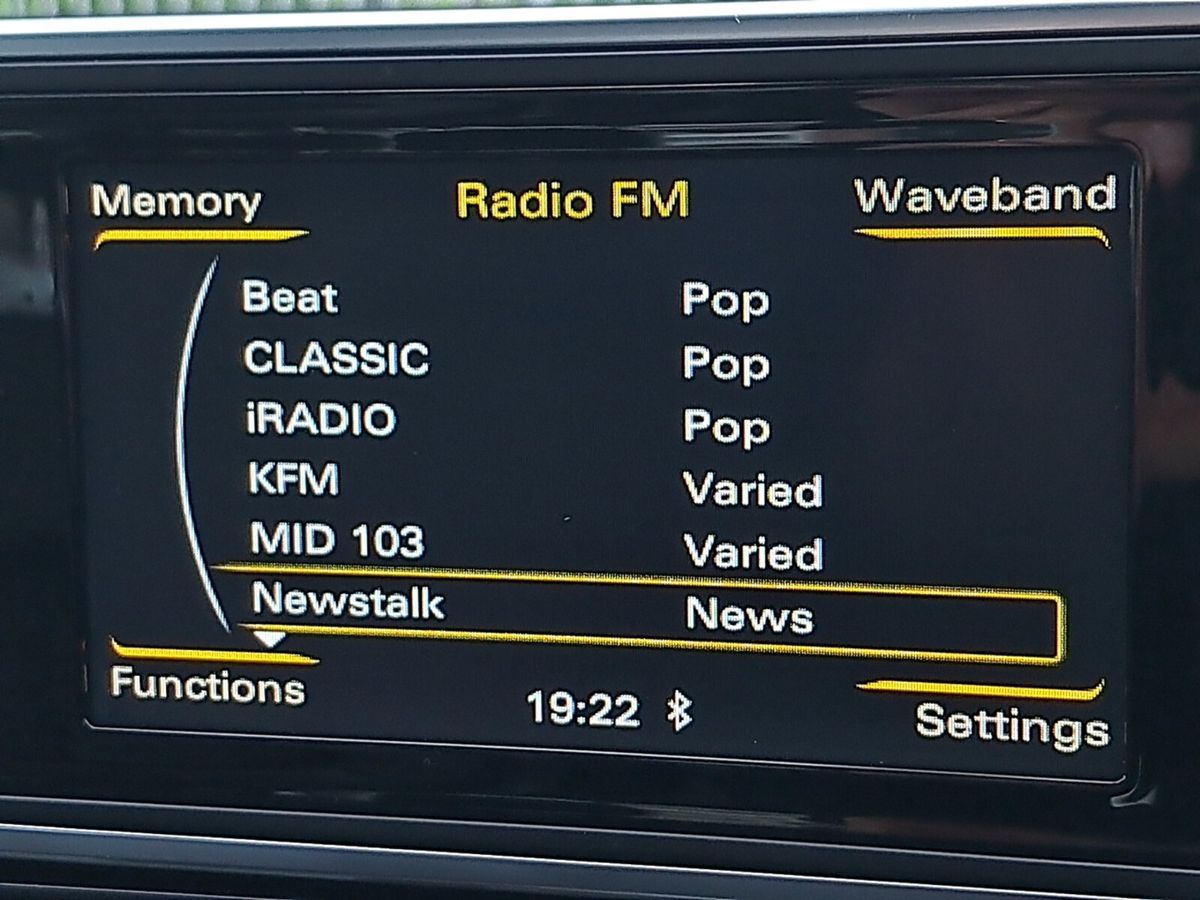 Memory Radio FM Waveband
Beat Pop
CLASSIC Pop
iRADIO Pop
KFM Varied
MID 103 Varied
Newstalk News
Functions 19:22 Settings